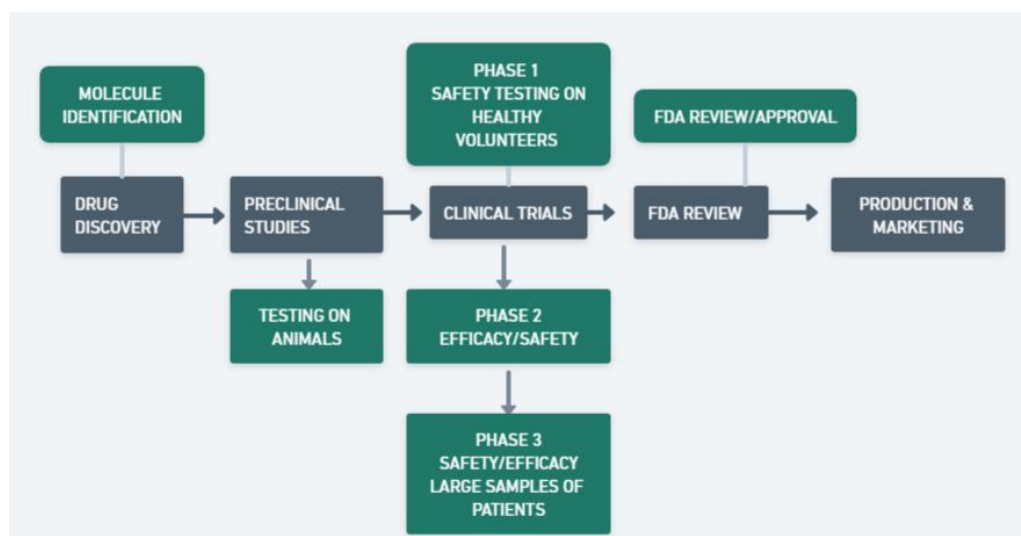 MOLECULE
IDENTIFICATION
PHASE 1
SAFETY TESTING ON
HEALTHY
VOLUNTEERS
FDA REVIEW/APPROVAL
DRUG
DISCOVERY
PRECLINICAL
STUDIES
CLINICAL TRIALS
FDA REVIEW
PRODUCTION &
MARKETING
TESTING ON
ANIMALS
PHASE 2
EFFICACY/SAFETY
PHASE 3
SAFETY/EFFICACY
LARGE SAMPLES OF
PATIENTS